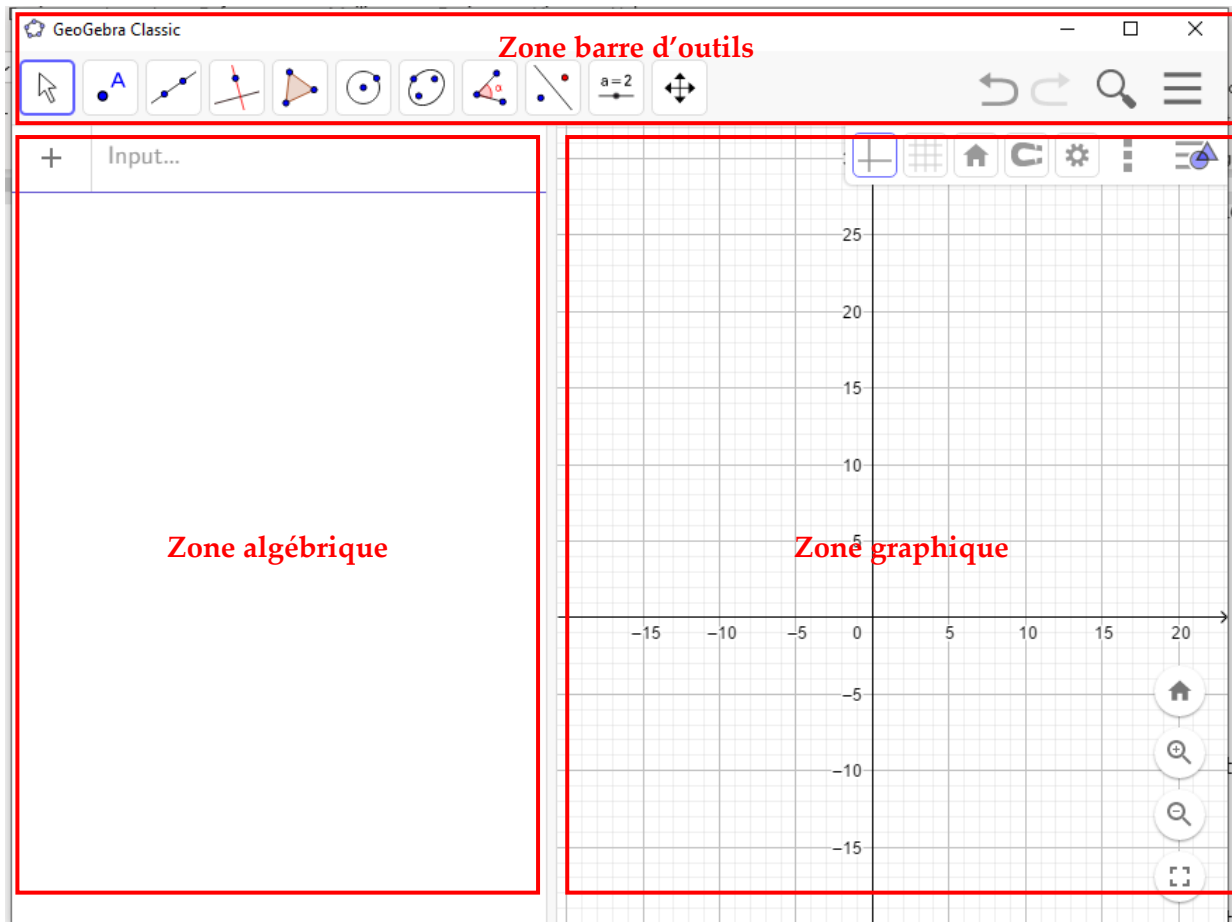 GeoGebra Classic
Zone barre d’outils
A
α
a=2
Input...
25
20
15
10
5
Zone algébrique
Zone graphique
–15 –10 –5 0 5 10 15 20
–5
–10
–15